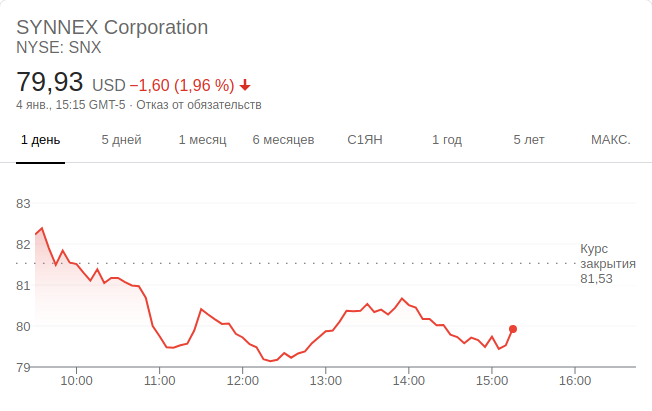 SYNNEX Corporation
NYSE: SNX
79,93 USD −1,60 (1,96 %)
4 янв., 15:15 GMT-5 · Отказ от обязательств
1 день 5 дней 1 месяц 6 месяцев С1ЯН 1 год 5 лет МАКС.
83
82
Курс
закрытия
81,53
81
80
79
10:00 11:00 12:00 13:00 14:00 15:00 16:00